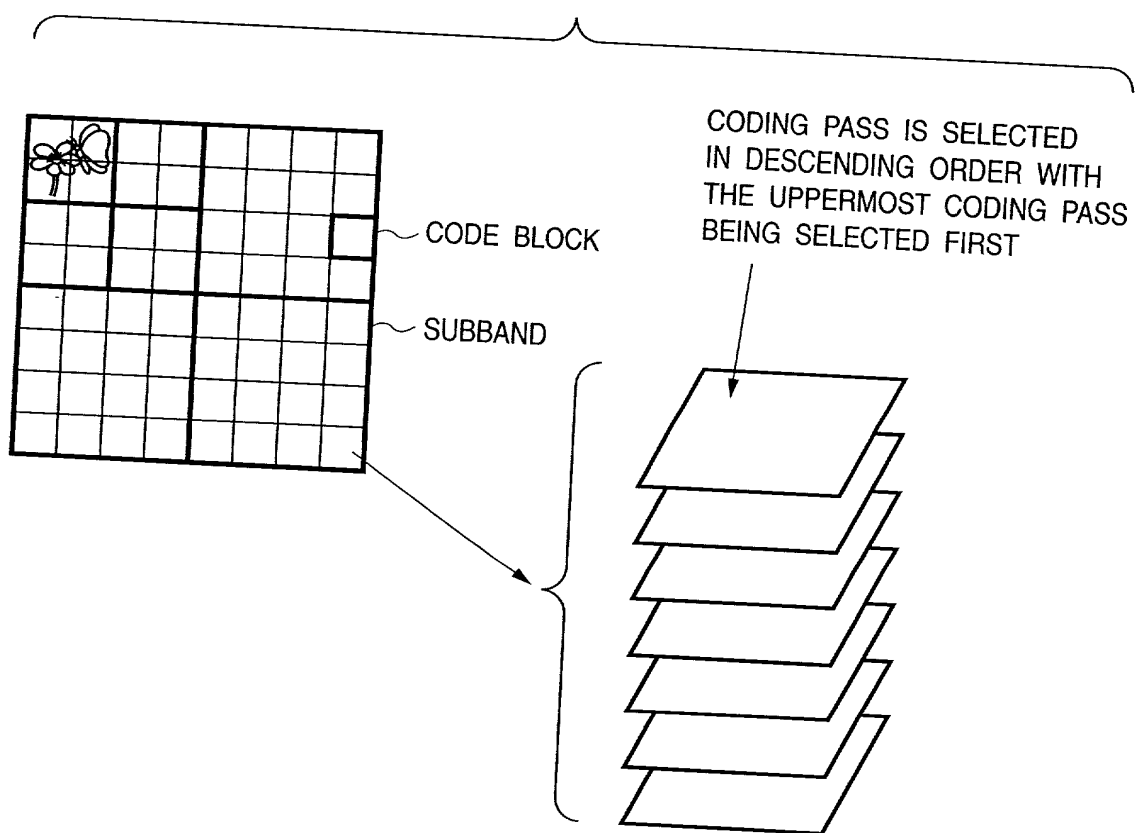 CODING PASS IS SELECTED
IN DESCENDING ORDER WITH
THE UPPERMOST CODING PASS
BEING SELECTED FIRST
CODE BLOCK
SUBBAND